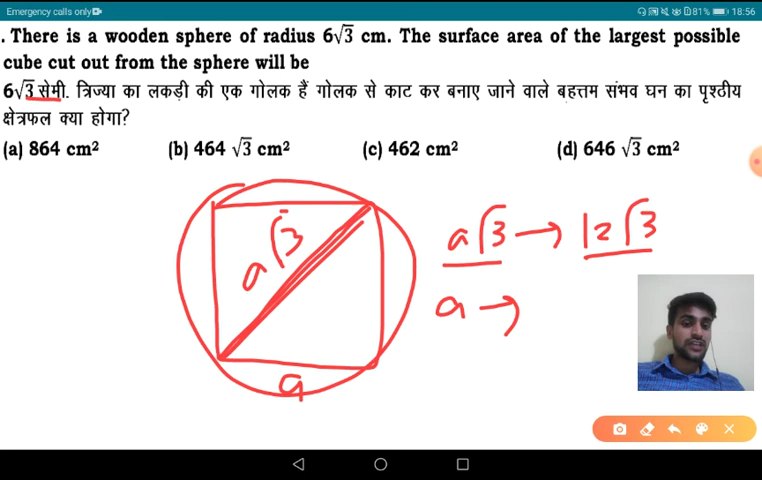 Emergency calls only 81% 18:56
. There is a wooden sphere of radius 6√3 cm. The surface area of the largest possible
cube cut out from the sphere will be
6√3 सेमी. त्रिज्या का लकड़ी की एक गोलक हैं गोलक से काट कर बनाए जाने वाले बृहत्तम संभव घन का पृश्ठीय
क्षेत्रफल क्या होगा?
(a) 864 cm² (b) 464 √3 cm² (c) 462 cm² (d) 646 √3 cm²
a√3
a√3 → 12√3
a →
a